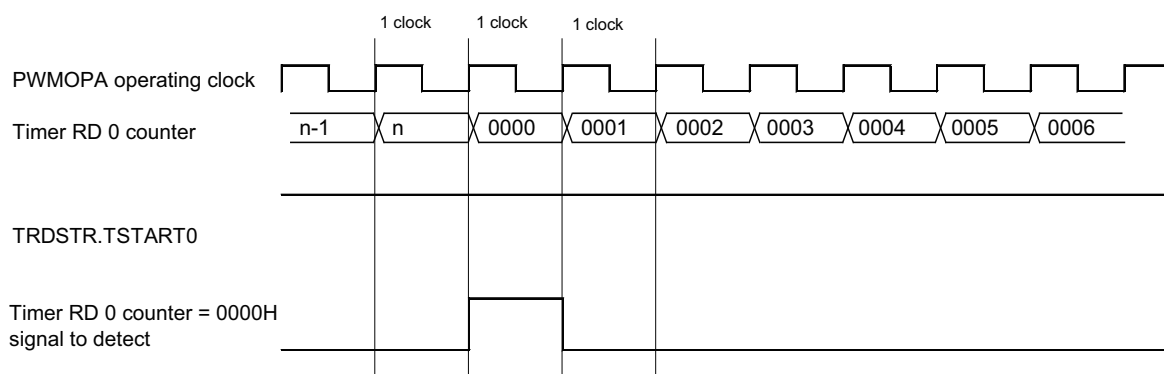 1 clock 1 clock 1 clock
PWMOPA operating clock
Timer RD 0 counter n-1 n 0000 0001 0002 0003 0004 0005 0006
TRDSTR.TSTART0
Timer RD 0 counter = 0000H
signal to detect